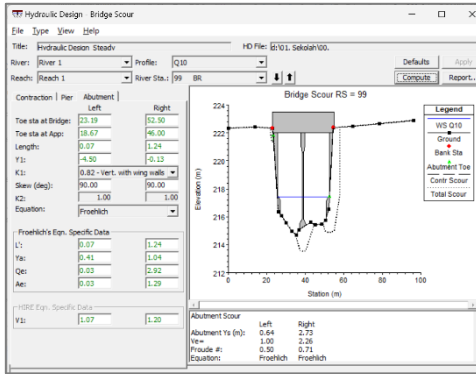 Hydraulic Design - Bridge Scour
File Type View Help
Title: Hydraulic Design Steady HD File: d:\01. Sekolah\00.
River: River 1 Profile: Q10 Defaults Apply
Reach: Reach 1 River Sta.: 99 BR Compute Report..
Contraction Pier Abutment
Left Right
Toe sta at Bridge: 23.19 52.50
Toe sta at App: 18.67 46.00
Length: 0.07 1.24
Y1: -4.50 -0.13
K1: 0.82 - Vert. with wing walls
Skew (deg): 90.00 90.00
K2: 1.00 1.00
Equation: Froehlich
Froehlich's Eqn. Specific Data
L': 0.07 1.24
Ya: 0.41 1.04
Qe: 0.03 2.92
Ae: 0.03 1.29
HIRE Eqn. Specific Data
V1: 1.07 1.20
Bridge Scour RS = 99
Elevation (m)
224
222
220
218
216
214
212
0 20 40 60 80 100
Station (m)
Legend
WS Q10
Ground
Bank Sta
Abutment Toe
Contr Scour
Total Scour
Abutment Scour
Left Right
Abutment Ys (m): 0.64 2.73
Ve= 1.00 2.26
Froude #: 0.50 0.71
Equation: Froehlich Froehlich